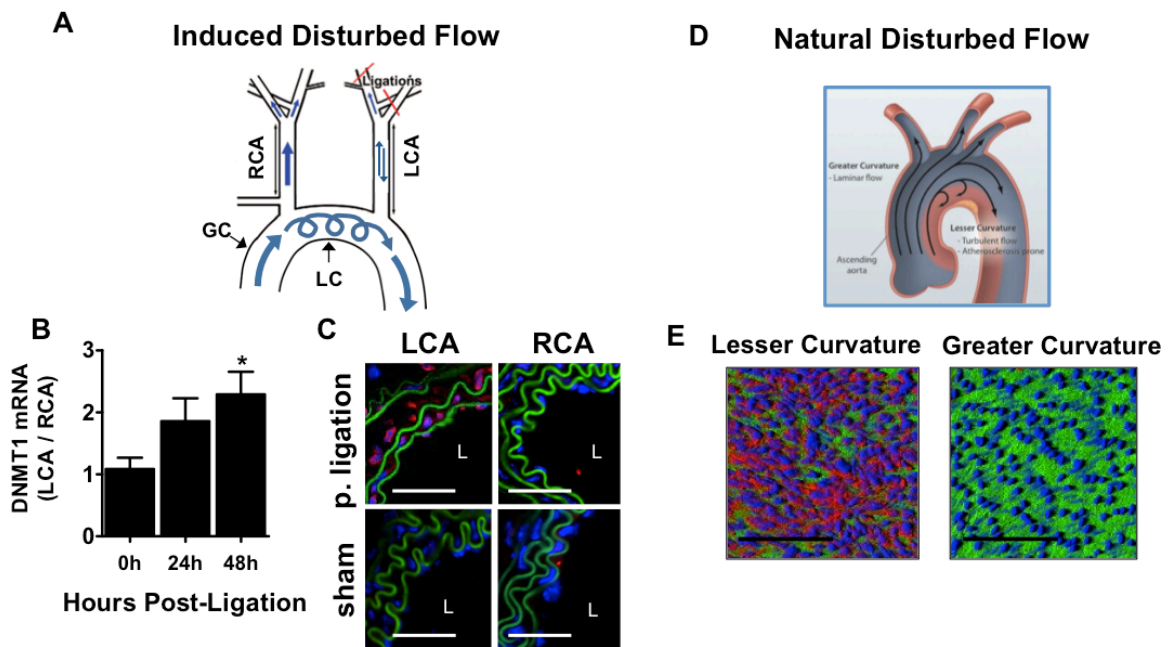 A
Induced Disturbed Flow
Ligations
RCA
LCA
GC
LC
B
DNMT1 mRNA
(LCA / RCA)
3
2
1
0
*
0h
24h
48h
Hours Post-Ligation
C
LCA
RCA
p. ligation
L
L
sham
L
L
D
Natural Disturbed Flow
Greater Curvature
- Laminar flow
Lesser Curvature
- Turbulent flow
- Atherosclerosis prone
Ascending
aorta
E
Lesser Curvature
Greater Curvature